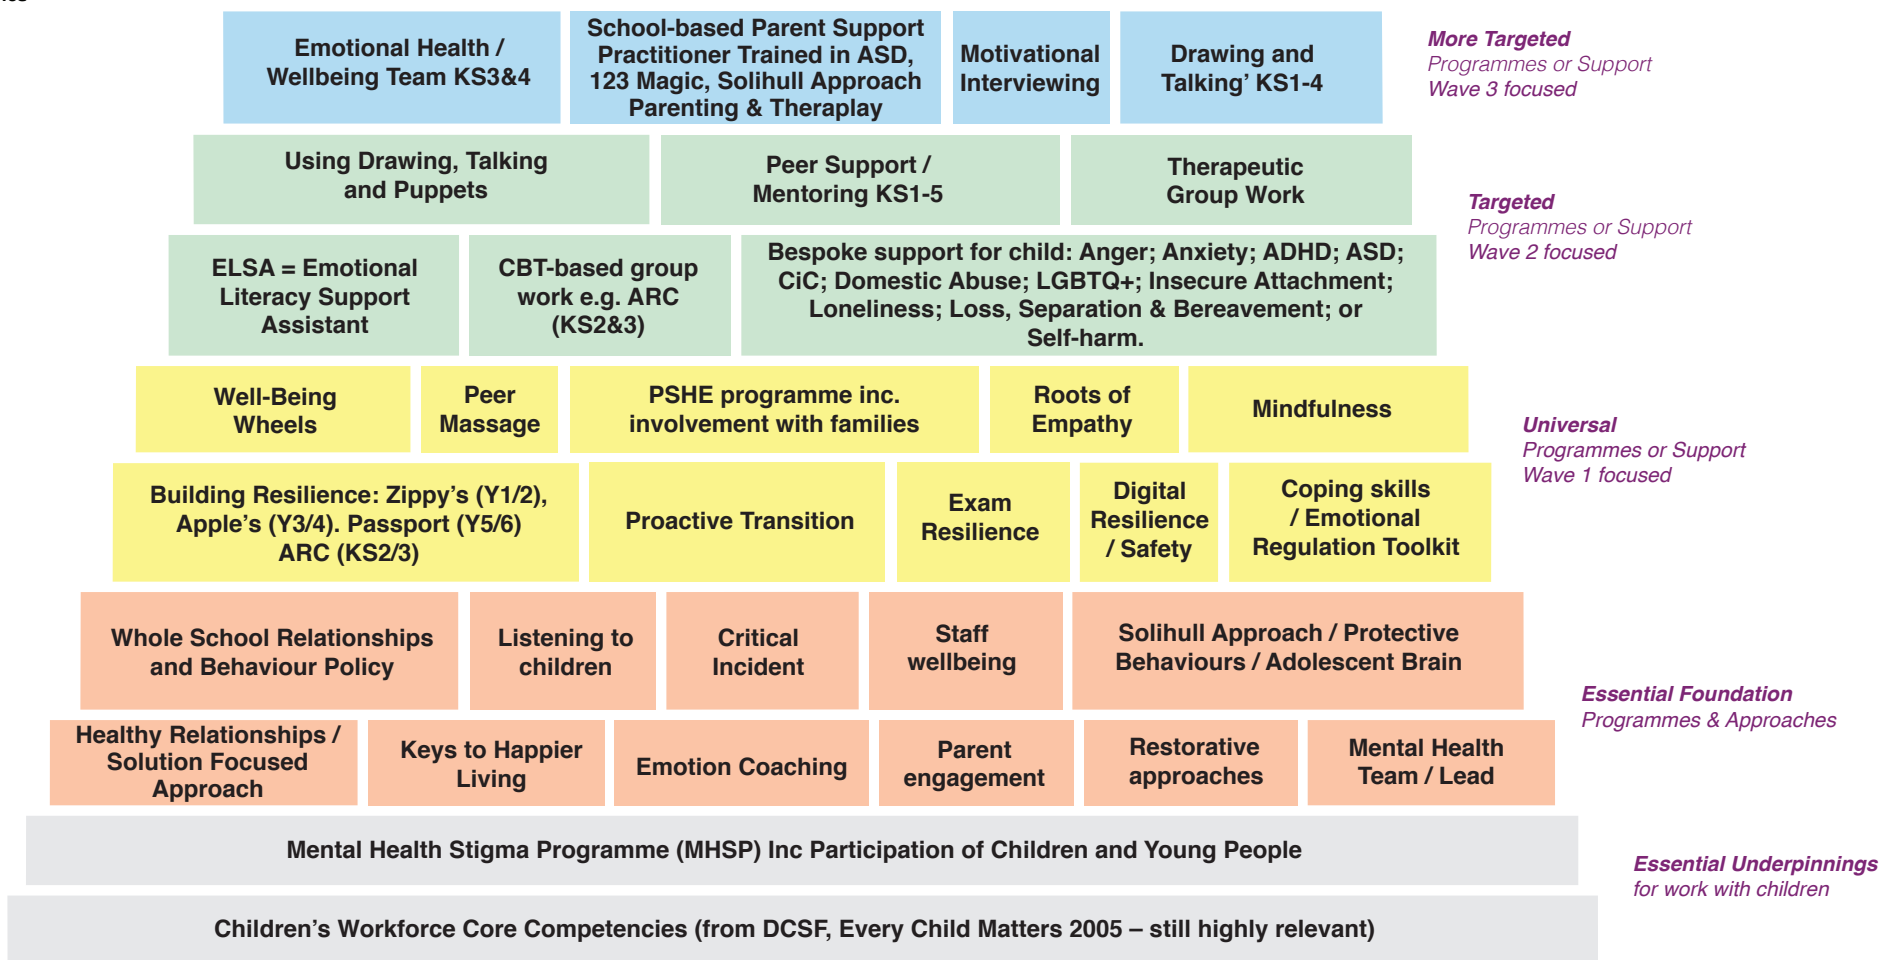 Emotional Health /
Wellbeing Team KS3&4
School-based Parent Support
Practitioner Trained in ASD,
123 Magic, Solihull Approach
Parenting & Theraplay
Motivational
Interviewing
Drawing and
Talking’ KS1-4
More Targeted
Programmes or Support
Wave 3 focused
Using Drawing, Talking
and Puppets
Peer Support /
Mentoring KS1-5
Therapeutic
Group Work
Targeted
Programmes or Support
Wave 2 focused
ELSA = Emotional
Literacy Support
Assistant
CBT-based group
work e.g. ARC
(KS2&3)
Bespoke support for child: Anger; Anxiety; ADHD; ASD;
CiC; Domestic Abuse; LGBTQ+; Insecure Attachment;
Loneliness; Loss, Separation & Bereavement; or
Self-harm.
Well-Being
Wheels
Peer
Massage
PSHE programme inc.
involvement with families
Roots of
Empathy
Mindfulness
Universal
Programmes or Support
Wave 1 focused
Building Resilience: Zippy’s (Y1/2),
Apple’s (Y3/4). Passport (Y5/6)
ARC (KS2/3)
Proactive Transition
Exam
Resilience
Digital
Resilience
/ Safety
Coping skills
/ Emotional
Regulation Toolkit
Whole School Relationships
and Behaviour Policy
Listening to
children
Critical
Incident
Staff
wellbeing
Solihull Approach / Protective
Behaviours / Adolescent Brain
Essential Foundation
Programmes & Approaches
Healthy Relationships /
Solution Focused
Approach
Keys to Happier
Living
Emotion Coaching
Parent
engagement
Restorative
approaches
Mental Health
Team / Lead
Mental Health Stigma Programme (MHSP) Inc Participation of Children and Young People
Essential Underpinnings
for work with children
Children’s Workforce Core Competencies (from DCSF, Every Child Matters 2005 – still highly relevant)